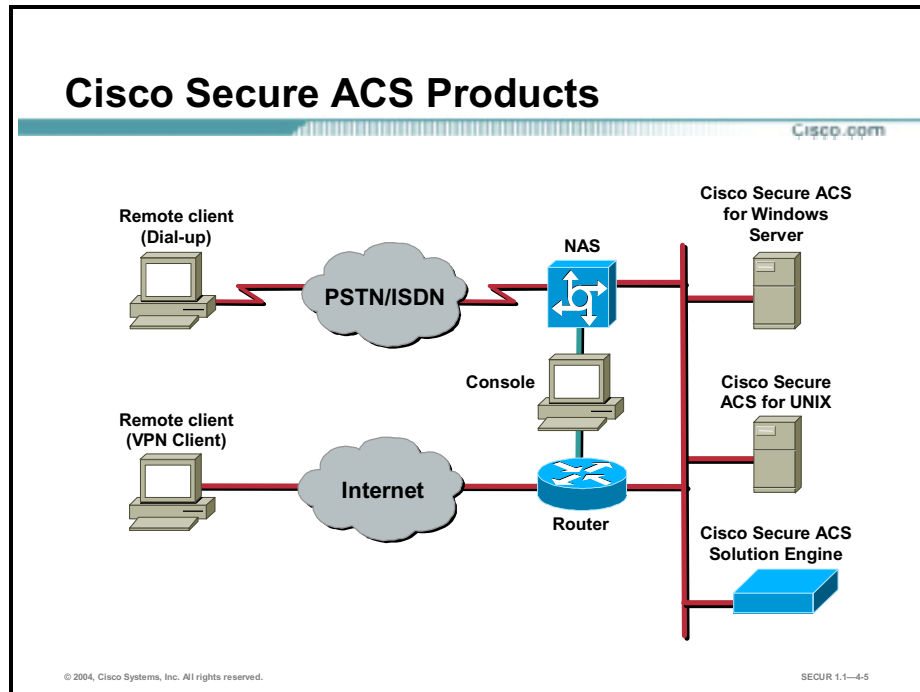 Cisco Secure ACS Products
Cisco.com
Remote client
(Dial-up)
PSTN/ISDN
NAS
Cisco Secure ACS
for Windows
Server
Console
Cisco Secure
ACS for UNIX
Remote client
(VPN Client)
Internet
Router
Cisco Secure ACS
Solution Engine
© 2004, Cisco Systems, Inc. All rights reserved.
SECUR 1.1—4-5